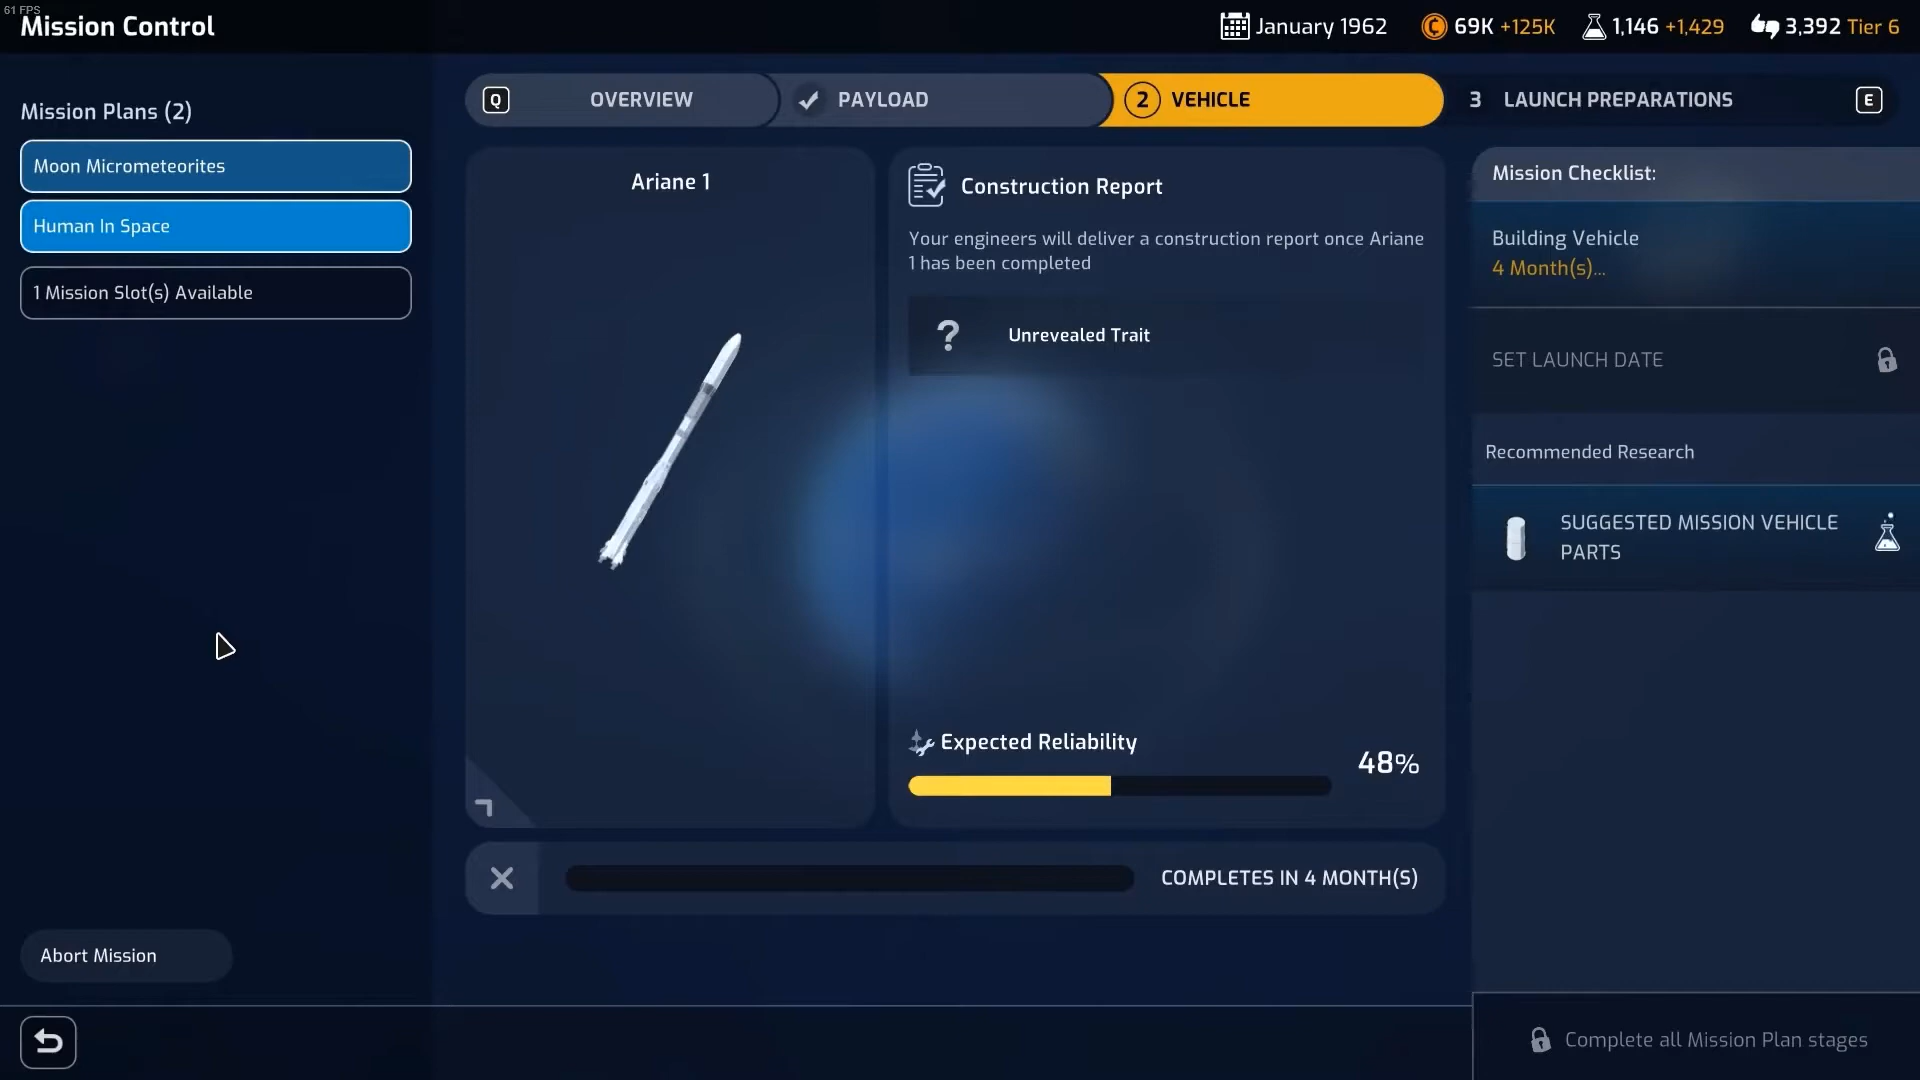 61 FPS
Mission Control
January 1962
69K +125K
1,146 +1,429
3,392 Tier 6
Mission Plans (2)
Moon Micrometeorites
Human In Space
1 Mission Slot(s) Available
Abort Mission
Q
OVERVIEW
PAYLOAD
2 VEHICLE
3 LAUNCH PREPARATIONS
E
Ariane 1
Construction Report
Your engineers will deliver a construction report once Ariane
1 has been completed
? Unrevealed Trait
Expected Reliability
48%
COMPLETES IN 4 MONTH(S)
Mission Checklist:
Building Vehicle
4 Month(s)...
SET LAUNCH DATE
Recommended Research
SUGGESTED MISSION VEHICLE
PARTS
Complete all Mission Plan stages